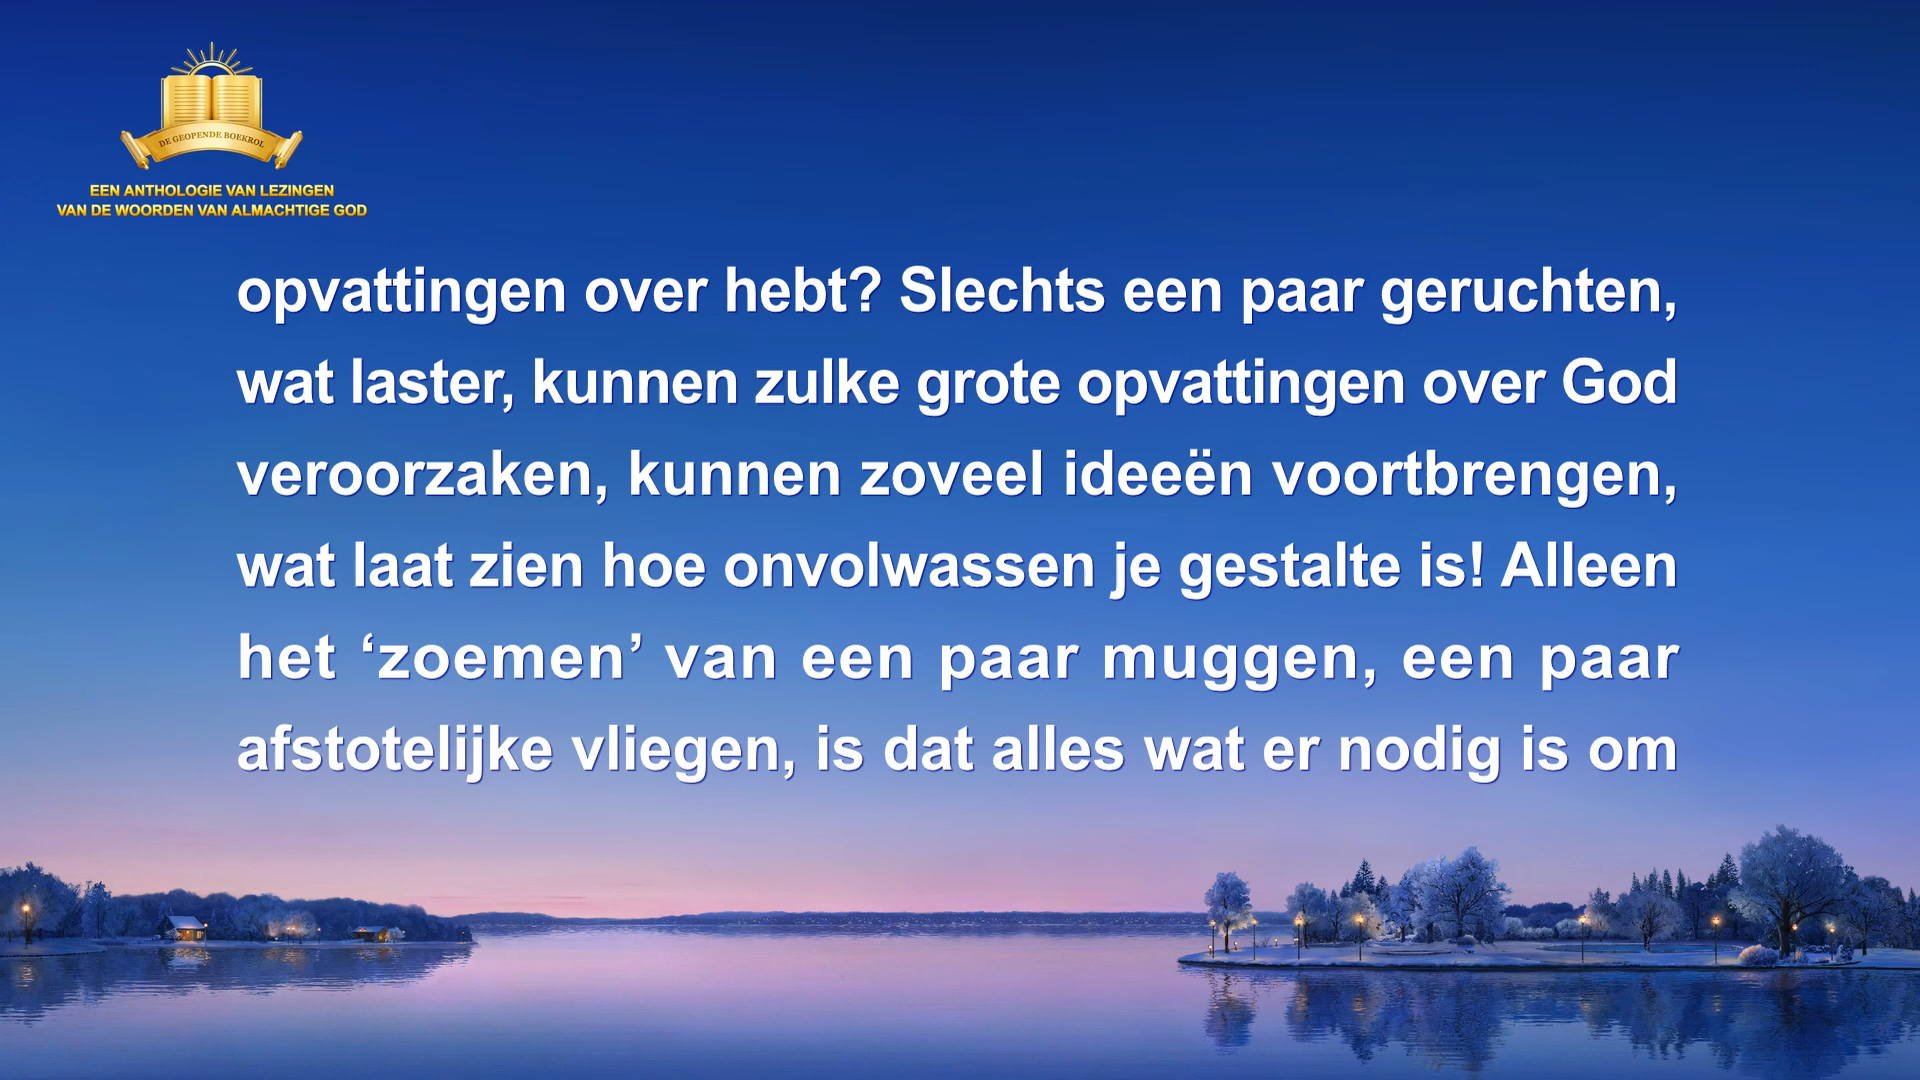 DE GEOPENDE BOEKROL
EEN ANTHOLOGIE VAN LEZINGEN
VAN DE WOORDEN VAN ALMACHTIGE GOD
opvattingen over hebt? Slechts een paar geruchten,
wat laster, kunnen zulke grote opvattingen over God
veroorzaken, kunnen zoveel ideeën voortbrengen,
wat laat zien hoe onvolwassen je gestalte is! Alleen
het ‘zoemen’ van een paar muggen, een paar
afstotelijke vliegen, is dat alles wat er nodig is om